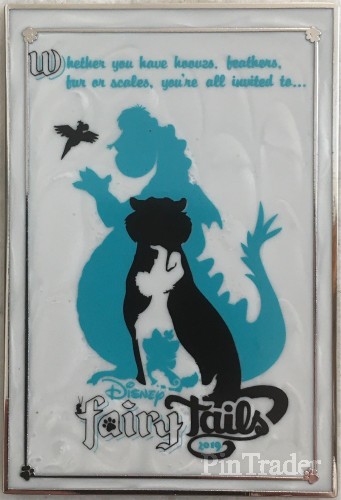 Whether you have hooves, feathers,
fur or scales, you're all invited to...
Disney
fairy Tails
2019
PinTrader